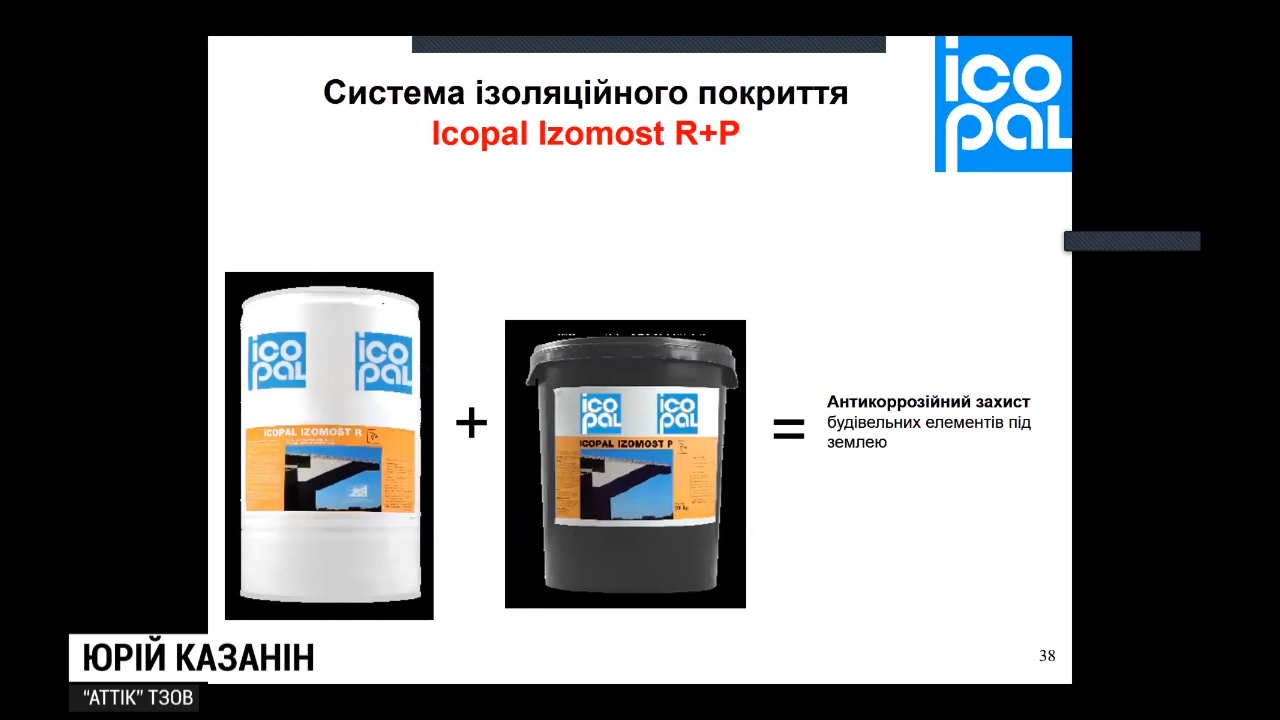 Система ізоляційного покриття
Icopal Izomost R+P
ico
pal
ico
pal
ico
pal
ICOPAL IZOMOST R
+
ico
pal
ico
pal
ICOPAL IZOMOST P
=
Антикоррозійний захист
будівельних елементів під
землею
ЮРІЙ КАЗАНІН
“АТТІК” ТЗОВ
38